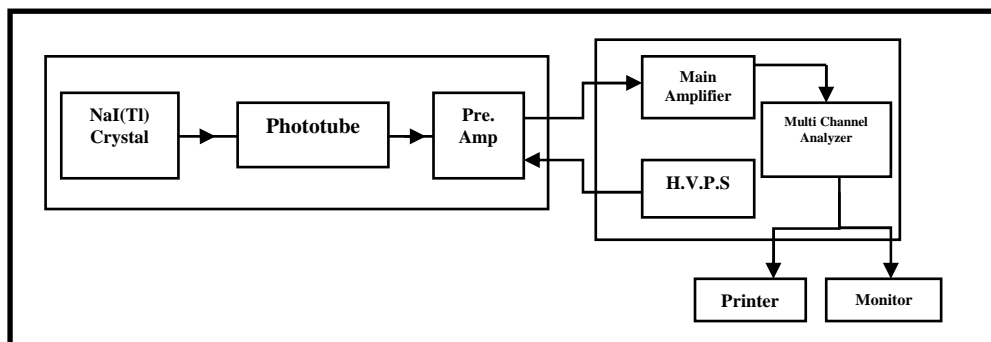 NaI(Tl)
Crystal
Phototube
Pre.
Amp
Main
Amplifier
Multi Channel
Analyzer
H.V.P.S
Printer
Monitor